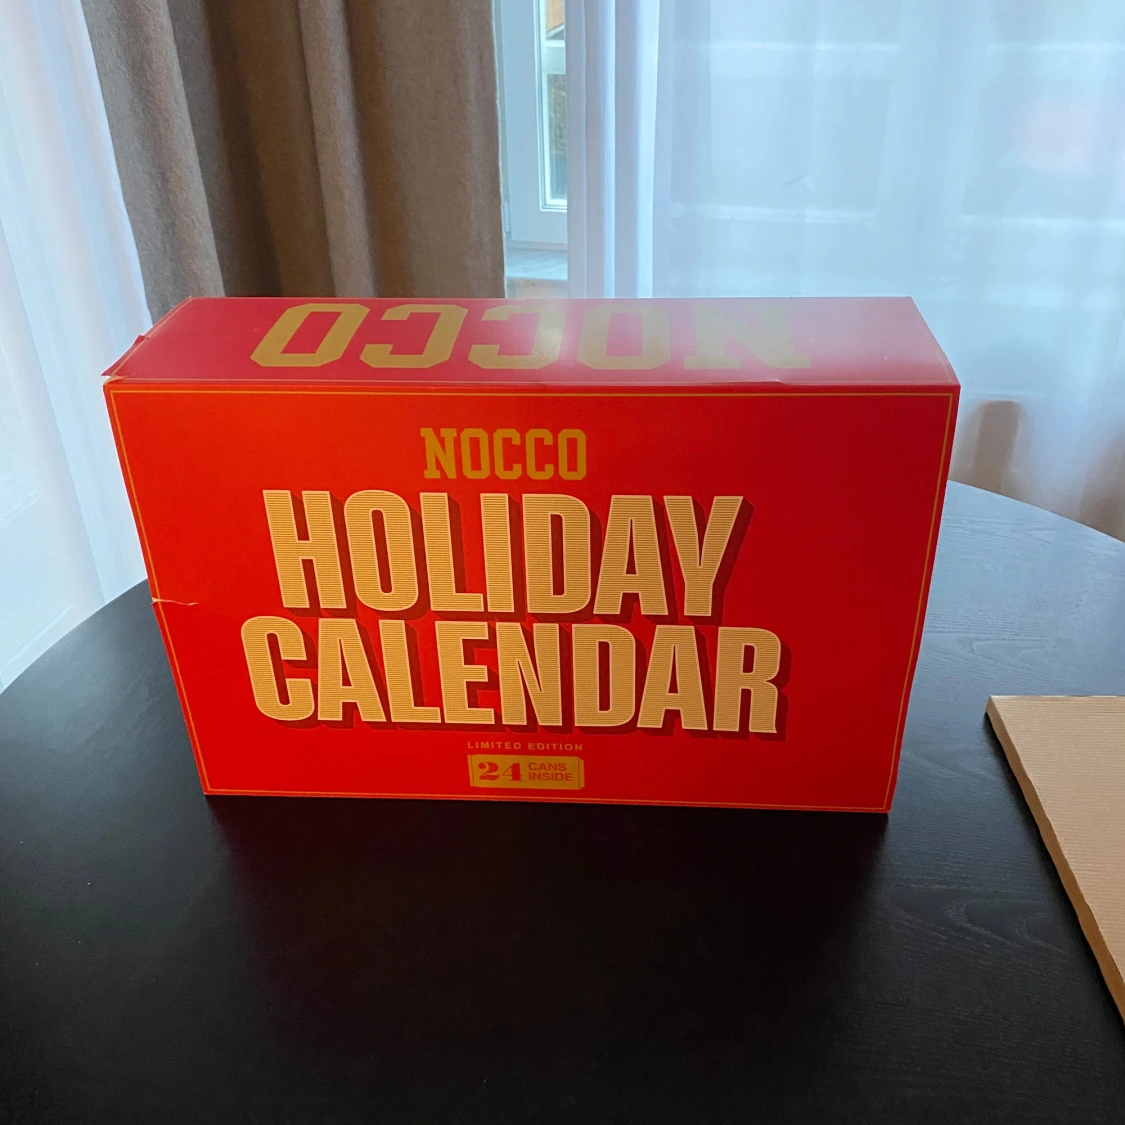 NOCCO
NOCCO
HOLIDAY
CALENDAR
LIMITED EDITION
24 CANS
INSIDE